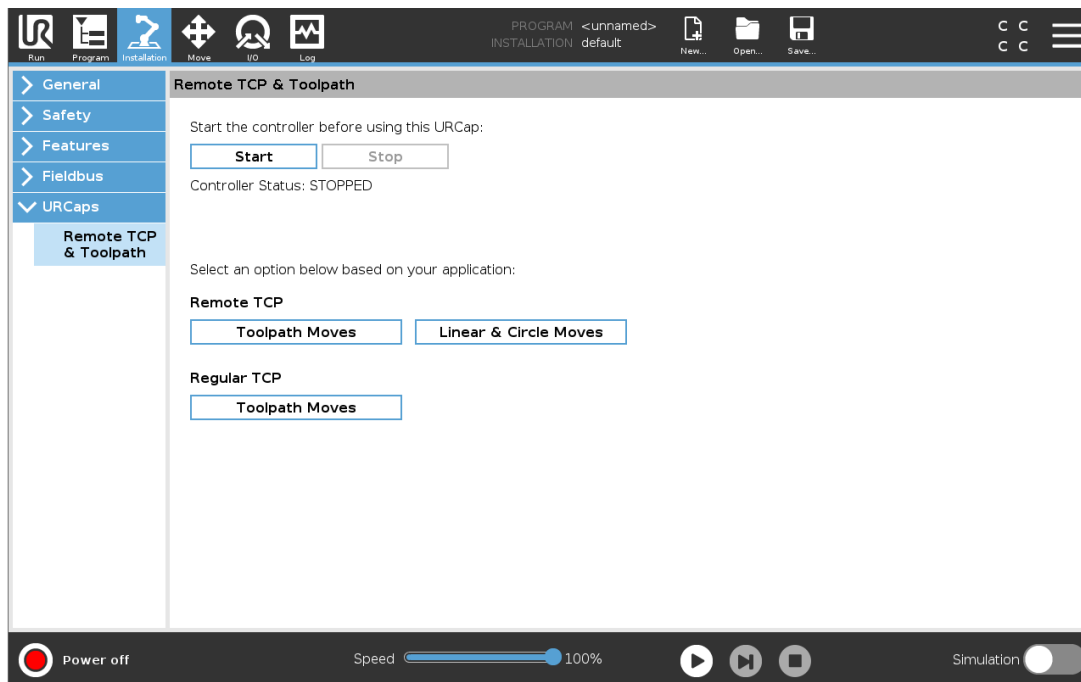 UR
PROGRAM <unnamed>
INSTALLATION default
C C
C C
Run Program Installation Move I/O Log New... Open... Save...
General
Safety
Features
Fieldbus
URCaps
Remote TCP
& Toolpath
Remote TCP & Toolpath
Start the controller before using this URCap:
Start Stop
Controller Status: STOPPED
Select an option below based on your application:
Remote TCP
Toolpath Moves Linear & Circle Moves
Regular TCP
Toolpath Moves
Power off Speed 100% Simulation